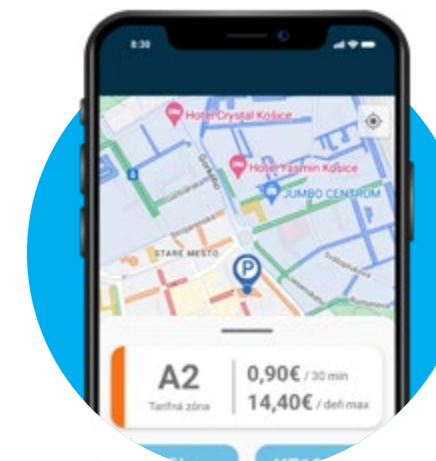 8:30
Hotel Crystal Košice
Hotel Yasmin Košice
JUMBO CENTRUM
STARÉ MESTO
P
A2
Tarifná zóna
0,90€ / 30 min
14,40€ / deň max